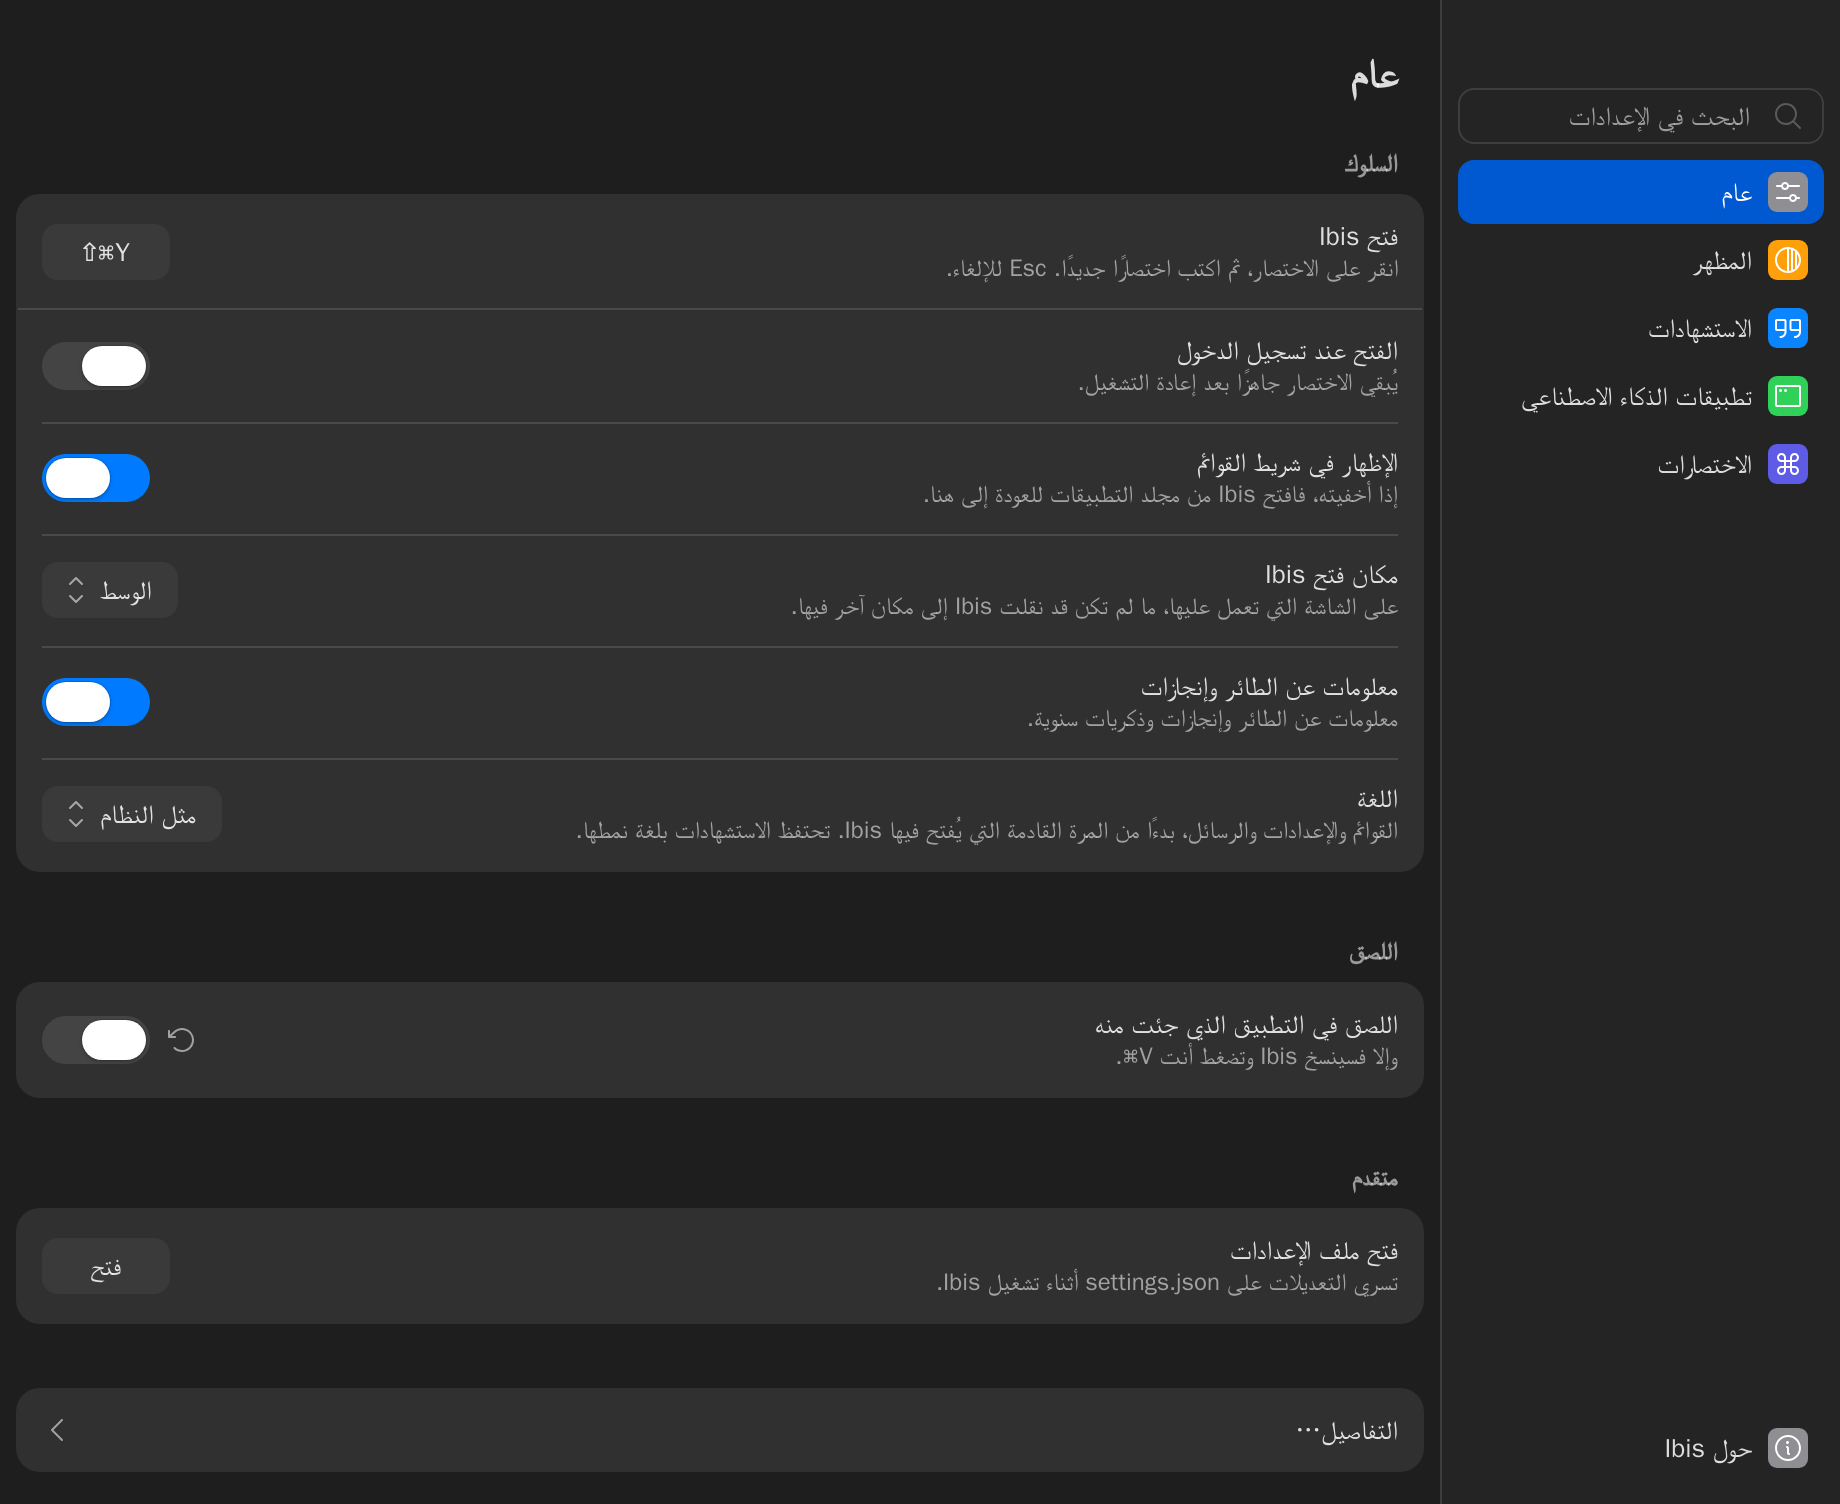 البحث في الإعدادات
عام
المظهر
الاستشهادات
تطبيقات الذكاء الاصطناعي
الاختصارات
حول Ibis
عام
السلوك
فتح Ibis
انقر على الاختصار، ثم اكتب اختصارًا جديدًا. Esc للإلغاء.
⇧⌘Y
الفتح عند تسجيل الدخول
يُبقي الاختصار جاهزًا بعد إعادة التشغيل.
الإظهار في شريط القوائم
إذا أخفيته، فافتح Ibis من مجلد التطبيقات للعودة إلى هنا.
مكان فتح Ibis
على الشاشة التي تعمل عليها، ما لم تكن قد نقلت Ibis إلى مكان آخر فيها.
الوسط
معلومات عن الطائر وإنجازات
معلومات عن الطائر وإنجازات وذكريات سنوية.
اللغة
القوائم والإعدادات والرسائل، بدءًا من المرة القادمة التي يُفتح فيها Ibis. تحتفظ الاستشهادات بلغة نمطها.
مثل النظام
اللصق
اللصق في التطبيق الذي جئت منه
وإلا فسينسخ Ibis وتضغط أنت ⌘V.
متقدم
فتح ملف الإعدادات
تسري التعديلات على settings.json أثناء تشغيل Ibis.
فتح
التفاصيل…